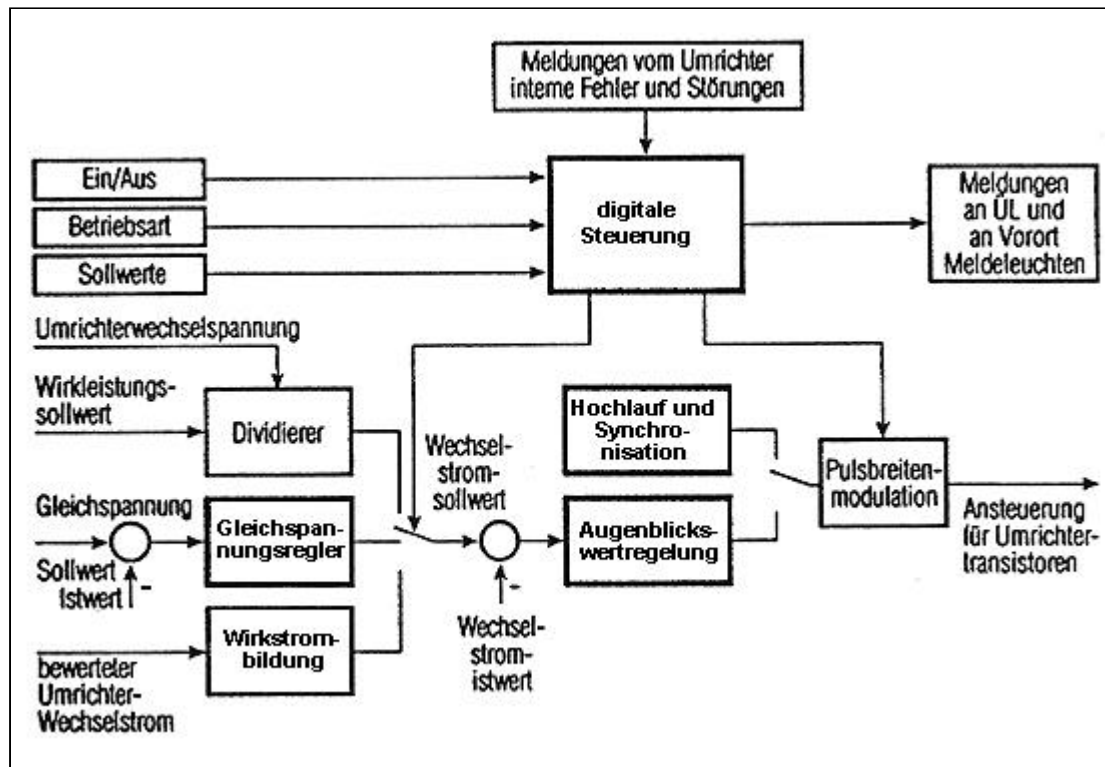 Meldungen vom Umrichter
interne Fehler und Störungen
Ein/Aus
Betriebsart
Sollwerte
digitale
Steuerung
Meldungen
an ÜL und
an Vorort
Meldeleuchten
Umrichterwechselspannung
Wirkleistungs-
sollwert
Dividierer
Wechsel-
strom-
sollwert
Hochlauf und
Synchro-
nisation
Pulsbreiten-
modulation
Gleichspannung
Sollwert
Istwert
-
Gleichspan-
nungsregler
Augenblicks-
wertregelung
Ansteuerung
für Umrichter-
transistoren
-
Wechsel-
strom-
istwert
Wirkstrom-
bildung
bewerteter
Umrichter-
Wechselstrom